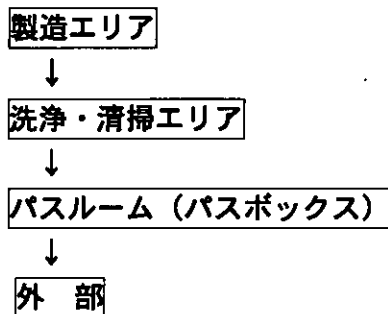 製造エリア
↓
洗浄・清掃エリア
↓
パスルーム（パスボックス）
↓
外　部